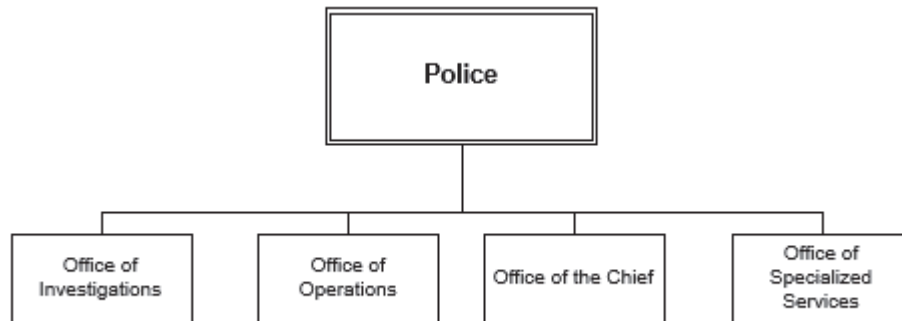 Police
Office of
Investigations
Office of
Operations
Office of the Chief
Office of
Specialized
Services